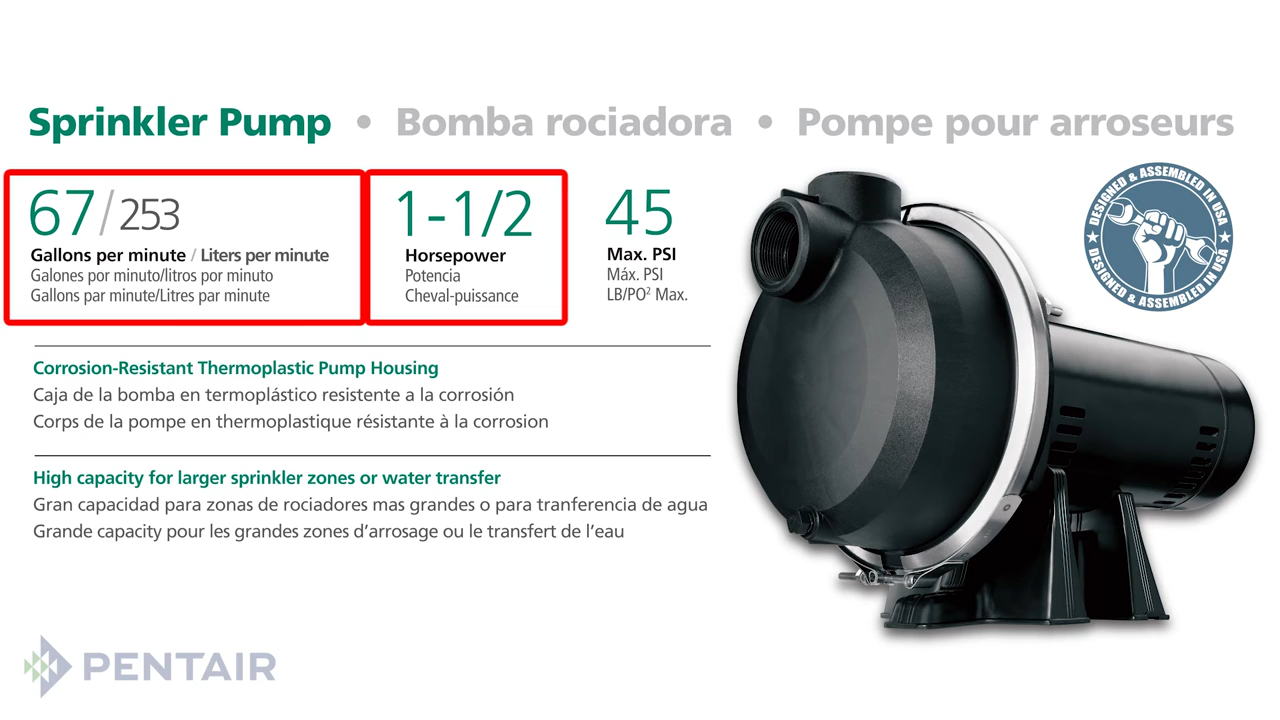 Sprinkler Pump • Bomba rociadora • Pompe pour arroseurs
67/253
Gallons per minute / Liters per minute
Galones por minuto/litros por minuto
Gallons par minute/Litres par minute
1-1/2
Horsepower
Potencia
Cheval-puissance
45
Max. PSI
Máx. PSI
LB/PO² Max.
DESIGNED & ASSEMBLED IN USA
DESIGNED & ASSEMBLED IN USA
Corrosion-Resistant Thermoplastic Pump Housing
Caja de la bomba en termoplástico resistente a la corrosión
Corps de la pompe en thermoplastique résistante à la corrosion
High capacity for larger sprinkler zones or water transfer
Gran capacidad para zonas de rociadores mas grandes o para tranferencia de agua
Grande capacity pour les grandes zones d’arrosage ou le transfert de l’eau
PENTAIR